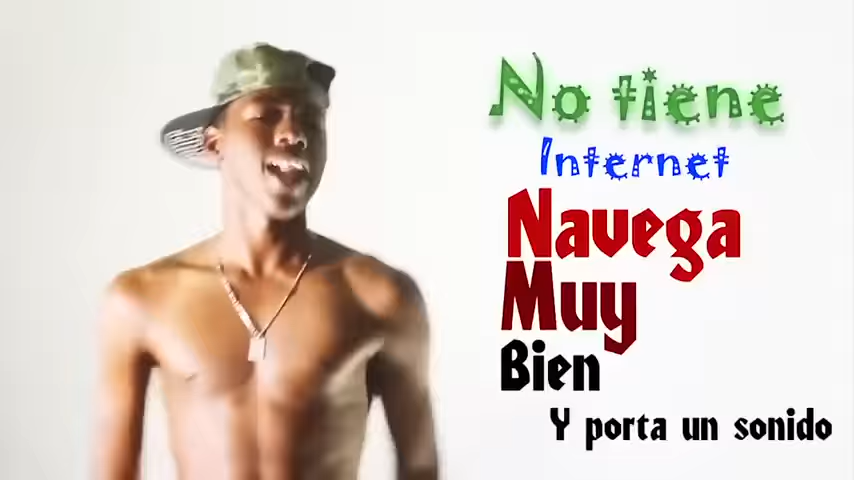 No tiene
Internet
Navega
Muy
Bien
Y porta un sonido